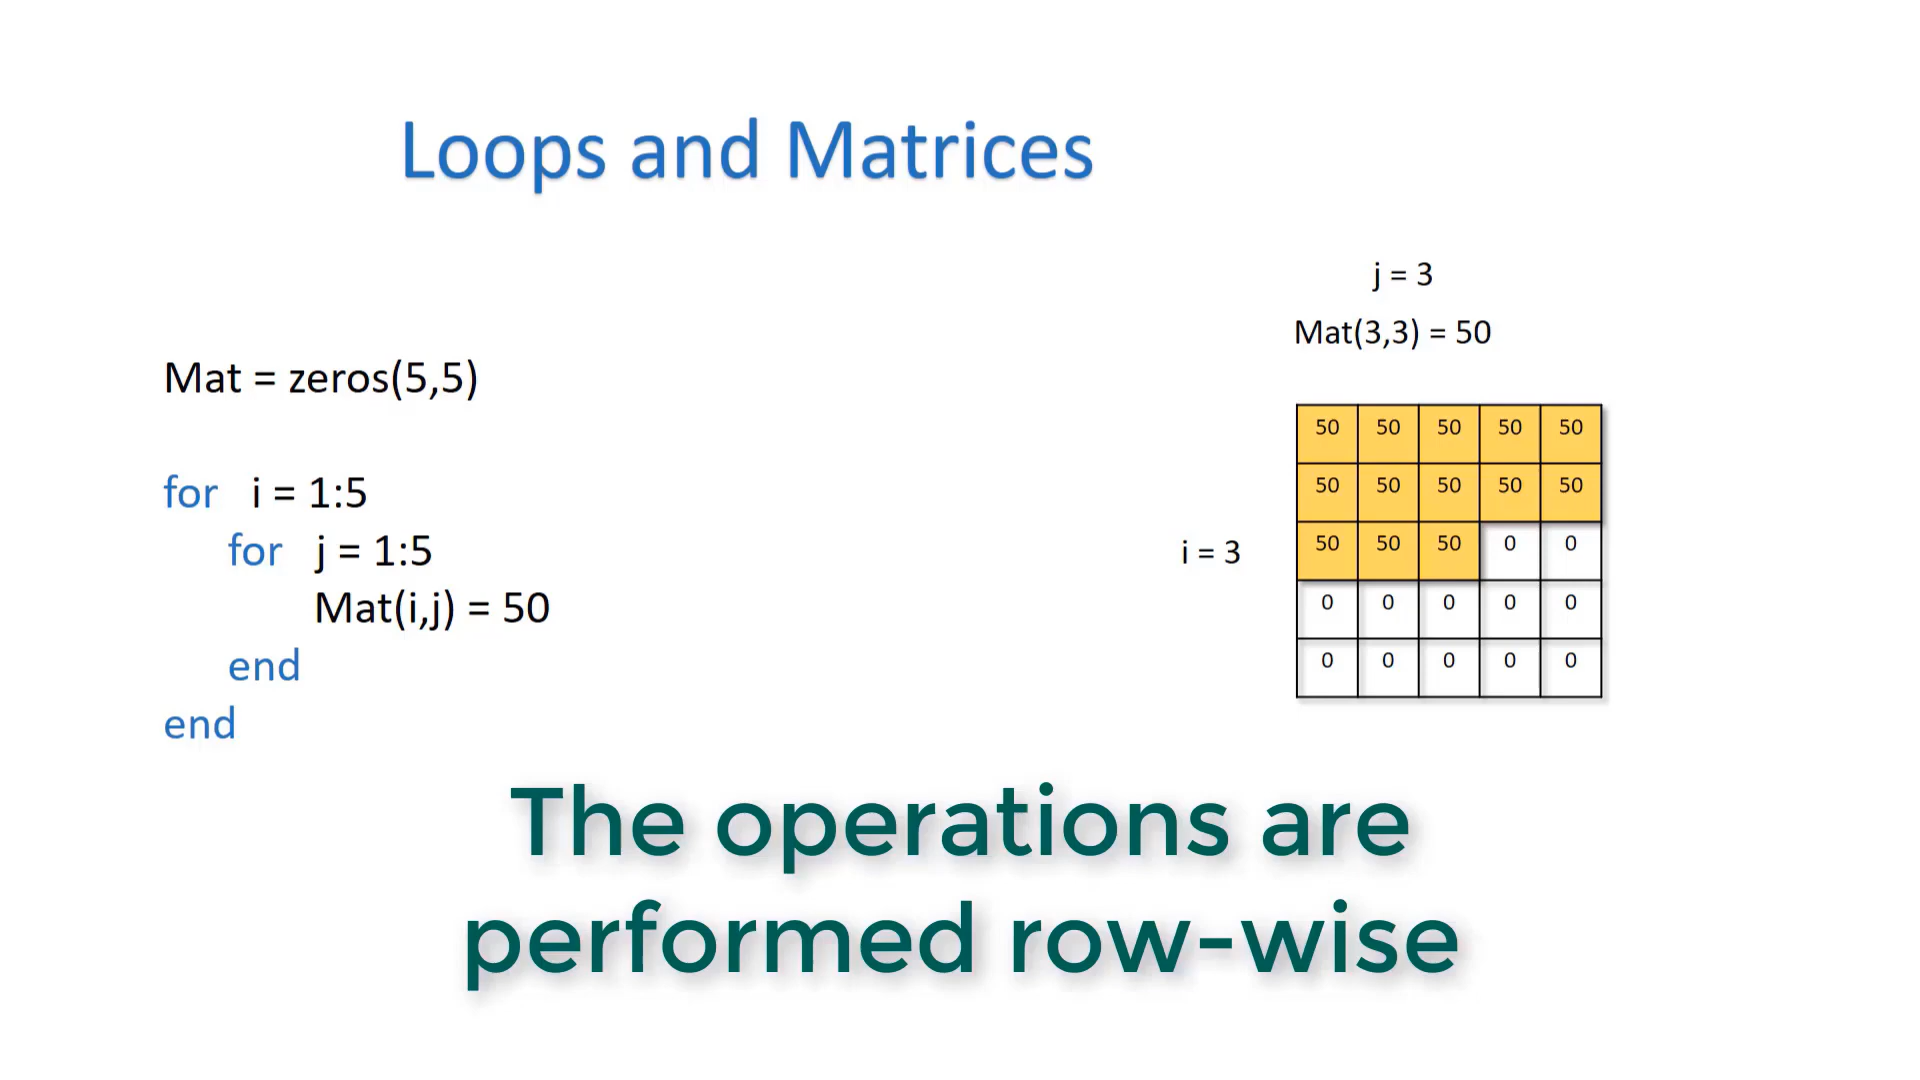 Loops and Matrices
Mat = zeros(5,5)
for i = 1:5
for j = 1:5
Mat(i,j) = 50
end
end
j = 3
Mat(3,3) = 50
i = 3
50 50 50 50 50
50 50 50 50 50
50 50 50 0 0
0 0 0 0 0
0 0 0 0 0
The operations are
performed row-wise